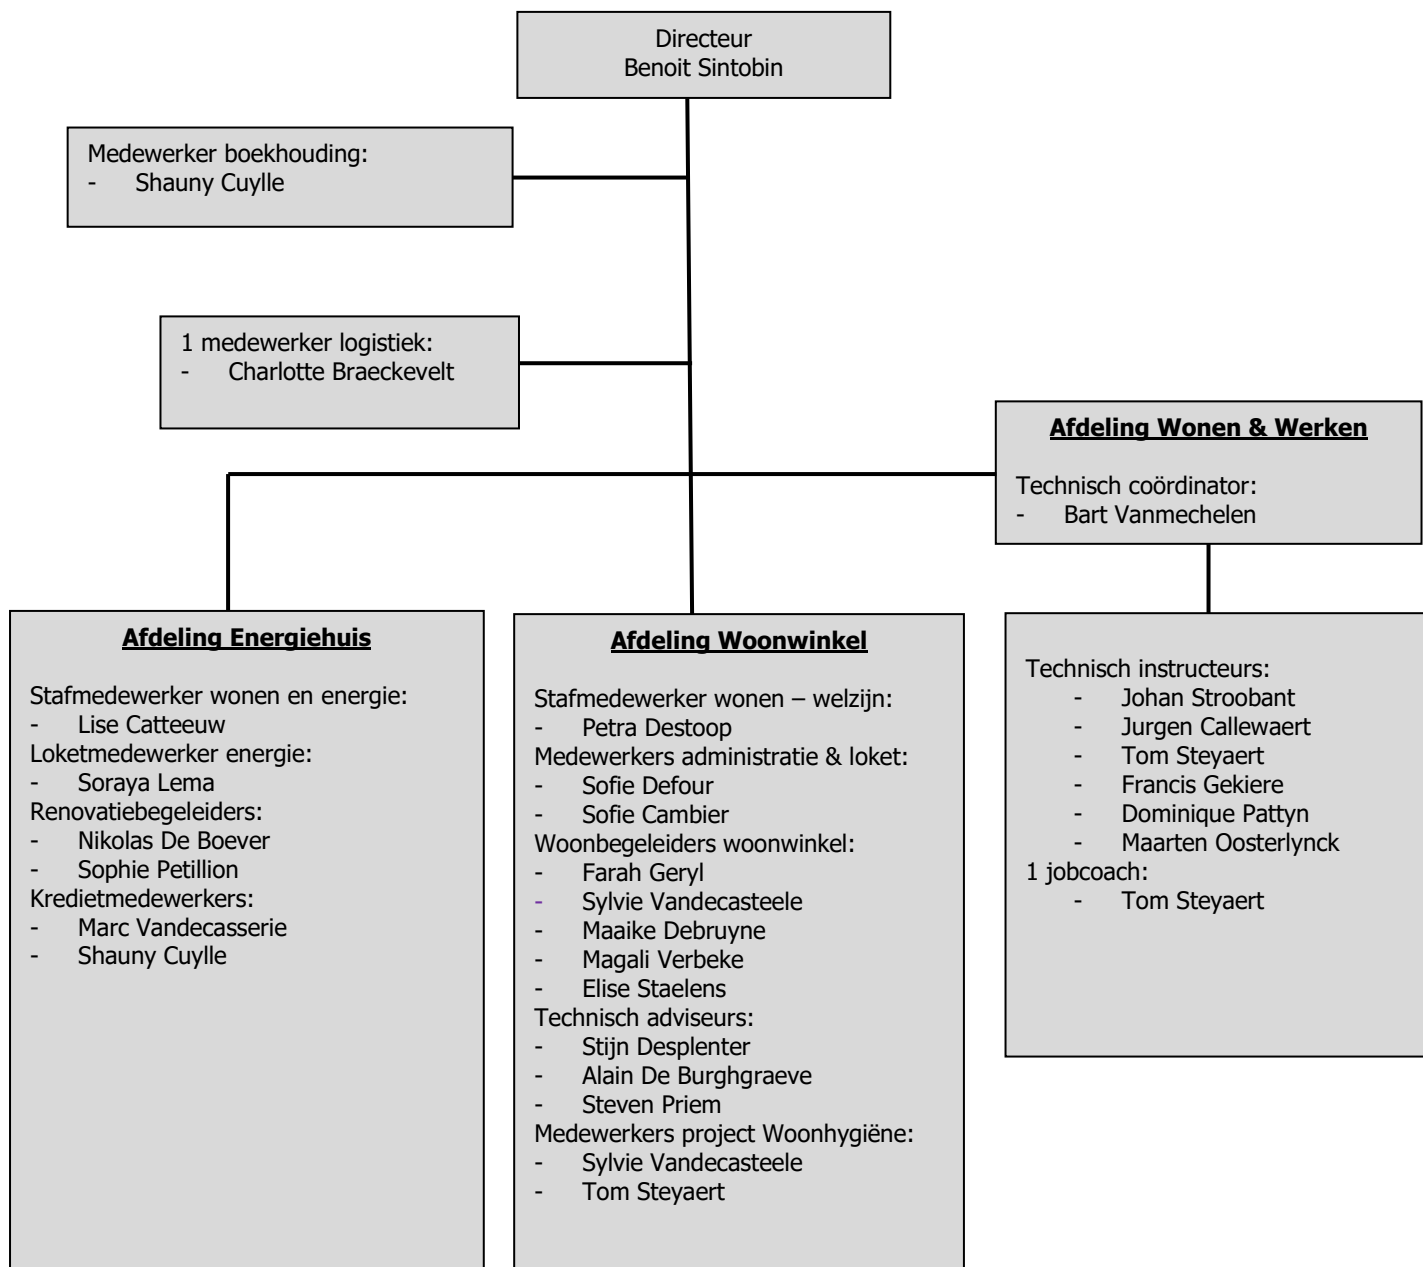 Directeur
Benoit Sintobin
Medewerker boekhouding:
- Shauny Cuylle
1 medewerker logistiek:
- Charlotte Braeckevelt
Afdeling Wonen & Werken
Technisch coördinator:
- Bart Vanmechelen
Afdeling Energiehuis
Stafmedewerker wonen en energie:
- Lise Catteeuw
Loketmedewerker energie:
- Soraya Lema
Renovatiebegeleiders:
- Nikolas De Boever
- Sophie Petillion
Kredietmedewerkers:
- Marc Vandecasserie
- Shauny Cuylle
Afdeling Woonwinkel
Stafmedewerker wonen – welzijn:
- Petra Destoop
Medewerkers administratie & loket:
- Sofie Defour
- Sofie Cambier
Woonbegeleiders woonwinkel:
- Farah Geryl
- Sylvie Vandecasteele
- Maaike Debruyne
- Magali Verbeke
- Elise Staelens
Technisch adviseurs:
- Stijn Desplenter
- Alain De Burghgraeve
- Steven Priem
Medewerkers project Woonhygiëne:
- Sylvie Vandecasteele
- Tom Steyaert
Technisch instructeurs:
- Johan Stroobant
- Jurgen Callewaert
- Tom Steyaert
- Francis Gekiere
- Dominique Pattyn
- Maarten Oosterlynck
1 jobcoach:
- Tom Steyaert